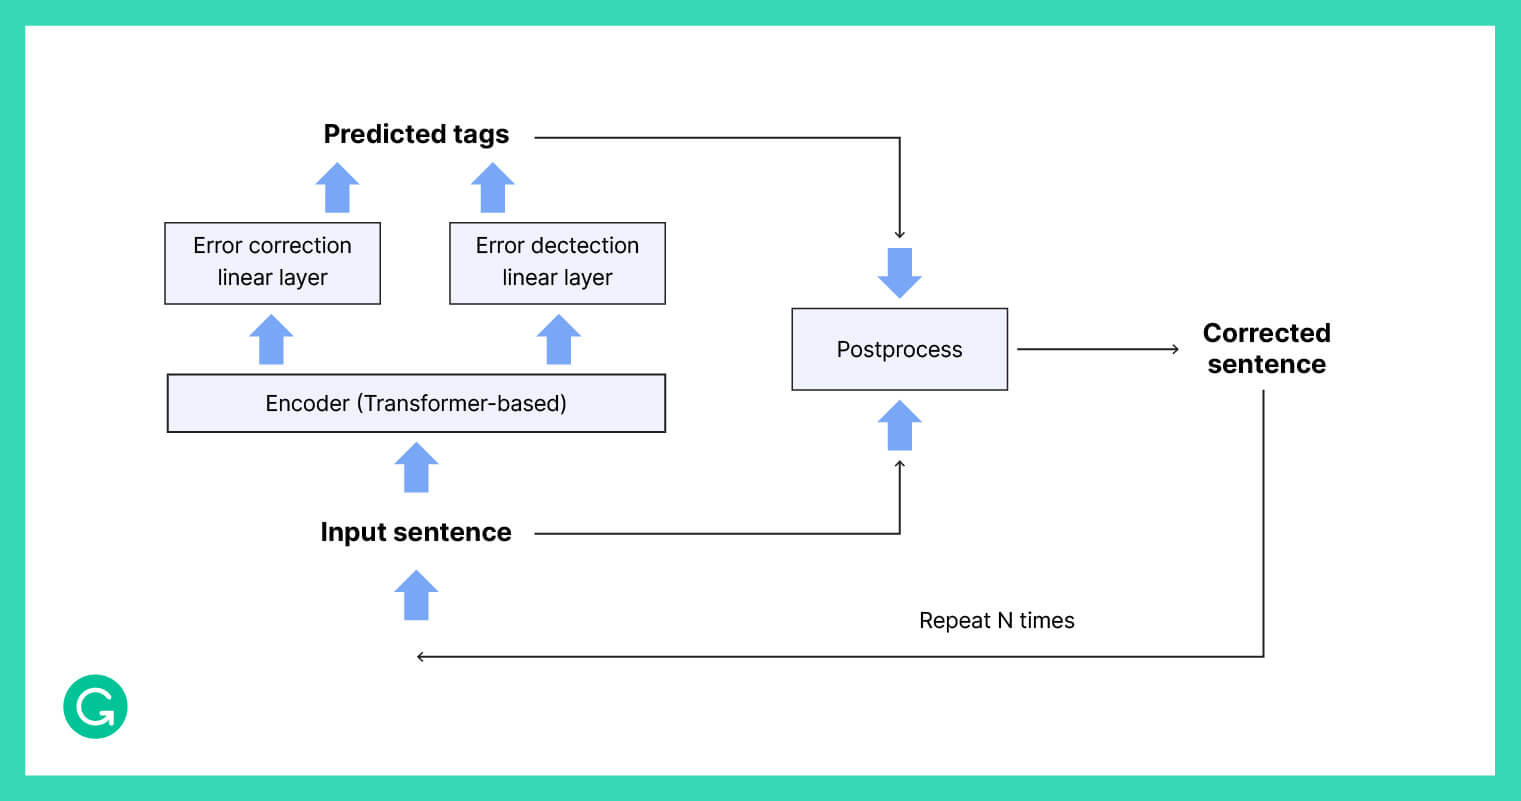 Predicted tags
Error correction
linear layer
Error dectection
linear layer
Encoder (Transformer-based)
Input sentence
Postprocess
Corrected
sentence
Repeat N times